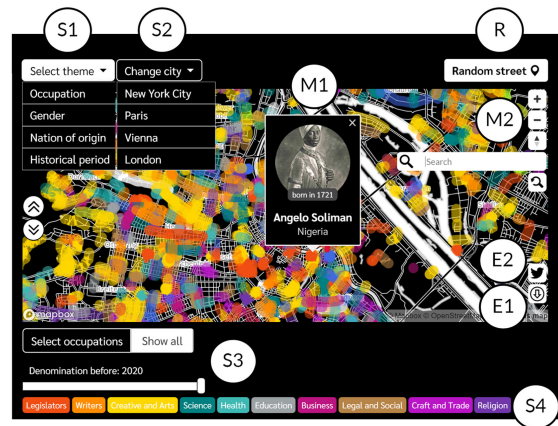 S1
S2
R
Select theme
Change city
Random street
M1
Occupation
New York City
Gender
Paris
Nation of origin
Vienna
Historical period
London
M2
Search
born in 1721
Angelo Soliman
Nigeria
E2
E1
mapbox
Mapbox © OpenStreetMap
map
Select occupations
Show all
S3
Denomination before: 2020
Legislators
Writers
Creative and Arts
Science
Health
Education
Business
Legal and Social
Craft and Trade
Religion
S4